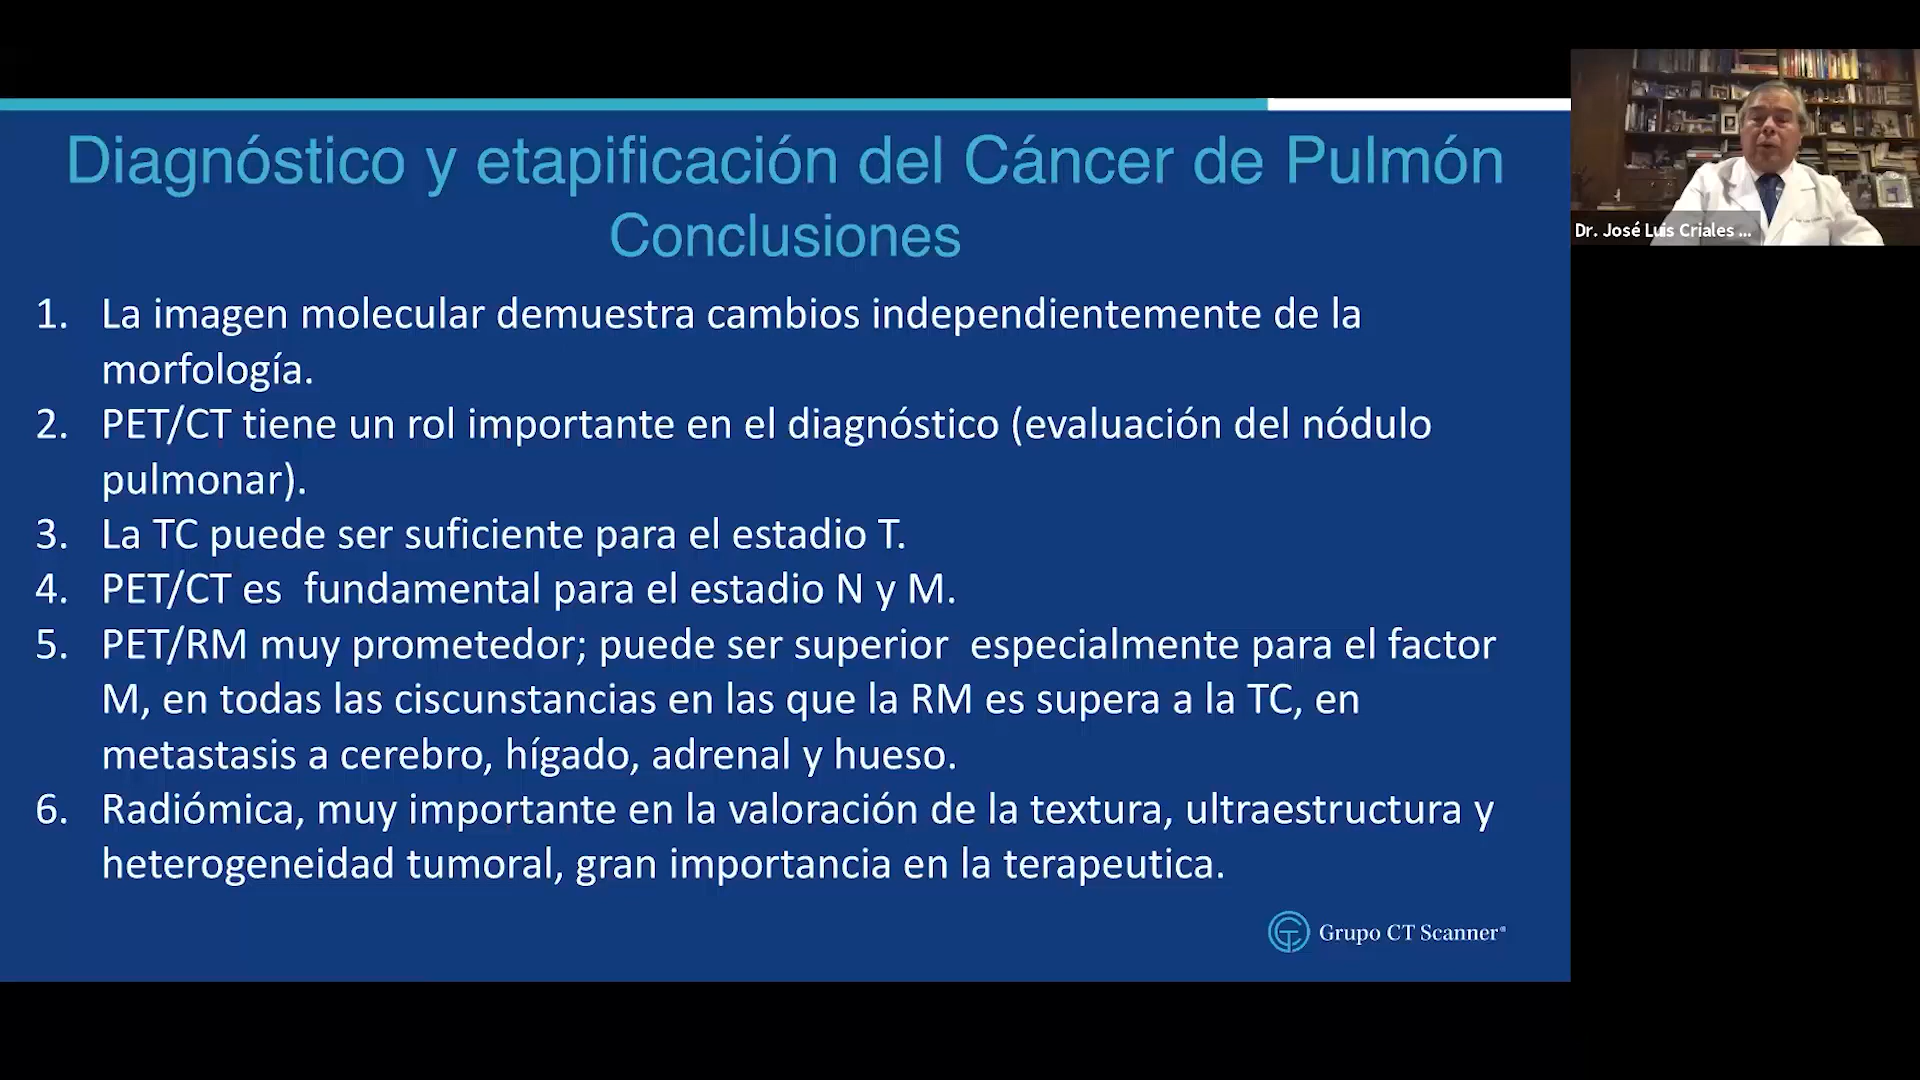 Diagnóstico y etapificación del Cáncer de Pulmón
Conclusiones
1. La imagen molecular demuestra cambios independientemente de la
morfología.
2. PET/CT tiene un rol importante en el diagnóstico (evaluación del nódulo
pulmonar).
3. La TC puede ser suficiente para el estadio T.
4. PET/CT es  fundamental para el estadio N y M.
5. PET/RM muy prometedor; puede ser superior  especialmente para el factor
M, en todas las ciscunstancias en las que la RM es supera a la TC, en
metastasis a cerebro, hígado, adrenal y hueso.
6. Radiómica, muy importante en la valoración de la textura, ultraestructura y
heterogeneidad tumoral, gran importancia en la terapeutica.
Grupo CT Scanner®
Dr. José Luis Criales ...